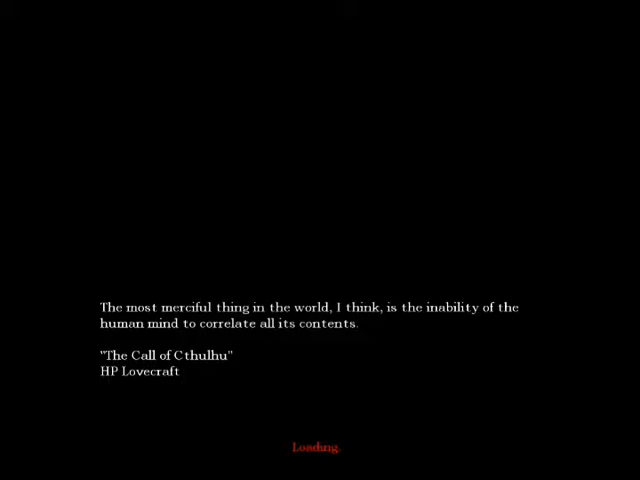 The most merciful thing in the world, I think, is the inability of the
human mind to correlate all its contents.
"The Call of Cthulhu"
HP Lovecraft
Loading.